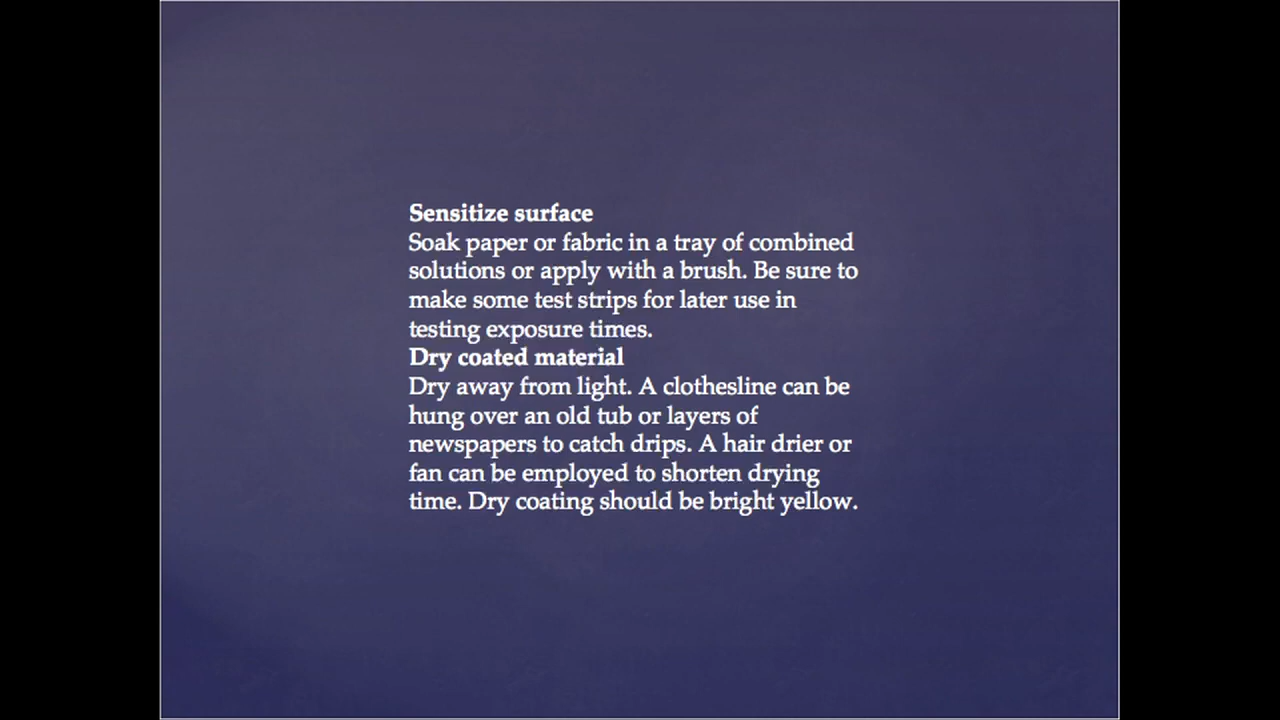 Sensitize surface
Soak paper or fabric in a tray of combined
solutions or apply with a brush. Be sure to
make some test strips for later use in
testing exposure times.
Dry coated material
Dry away from light. A clothesline can be
hung over an old tub or layers of
newspapers to catch drips. A hair drier or
fan can be employed to shorten drying
time. Dry coating should be bright yellow.